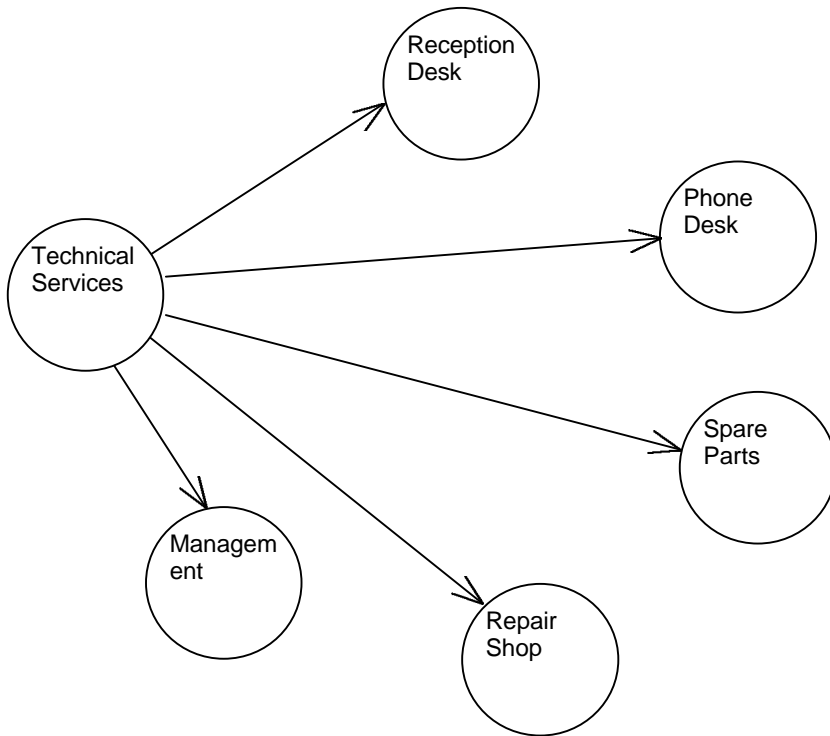 Reception
Desk
Phone
Desk
Technical
Services
Spare
Parts
Managem
ent
Repair
Shop